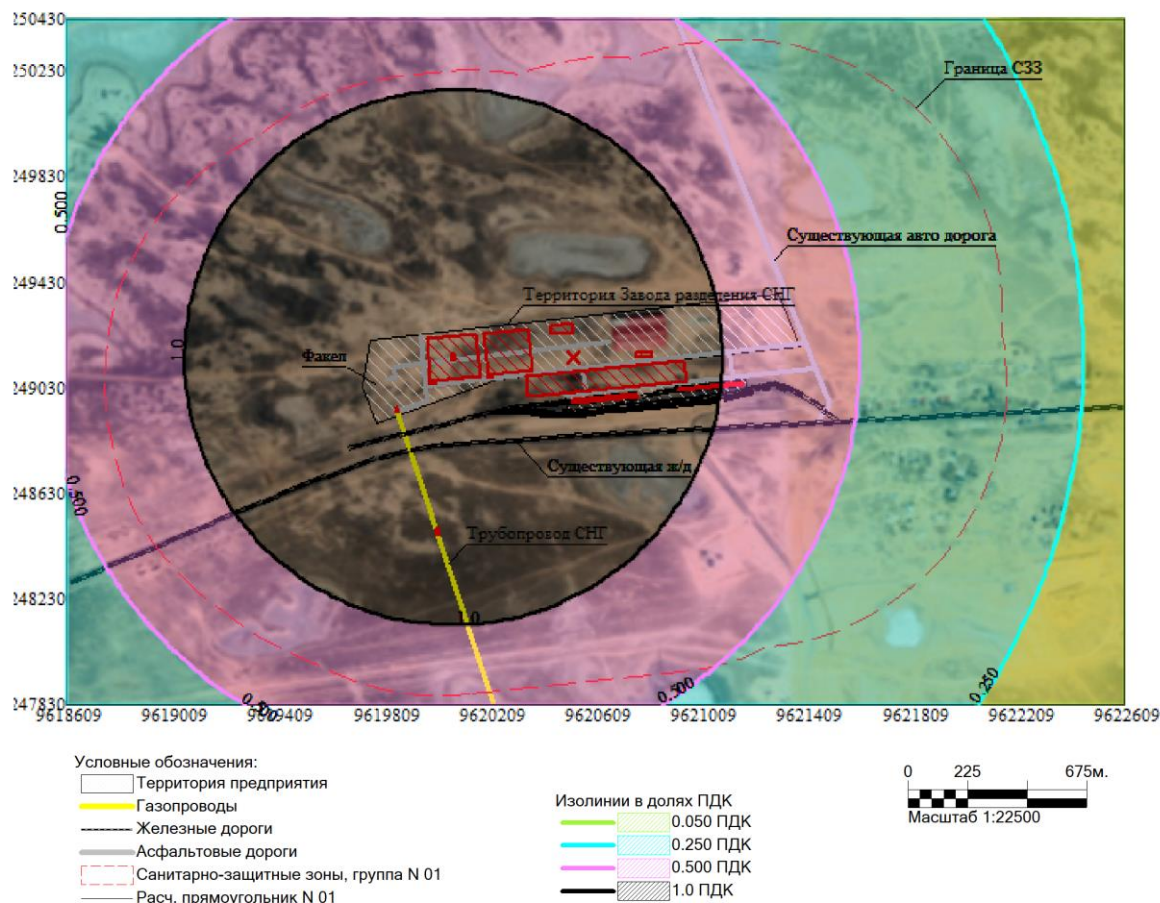 250430
250230
249830
249430
249030
248630
248230
247830
9618609 9619009 9619409 9619809 9620209 9620609 9621009 9621409 9621809 9622209 9622609
Граница СЗЗ
0.500
Существующая авто дорога
Территория Завода разделения СНГ
1.0
Факел
Существующая ж/д
0.500
Трубопровод СНГ
1.0
0.500
0.500
0.250
Условные обозначения:
Территория предприятия
Газопроводы
Железные дороги
Асфальтовые дороги
Санитарно-защитные зоны, группа N 01
Расч. прямоугольник N 01
Изолинии в долях ПДК
0.050 ПДК
0.250 ПДК
0.500 ПДК
1.0 ПДК
0 225 675м.
Масштаб 1:22500